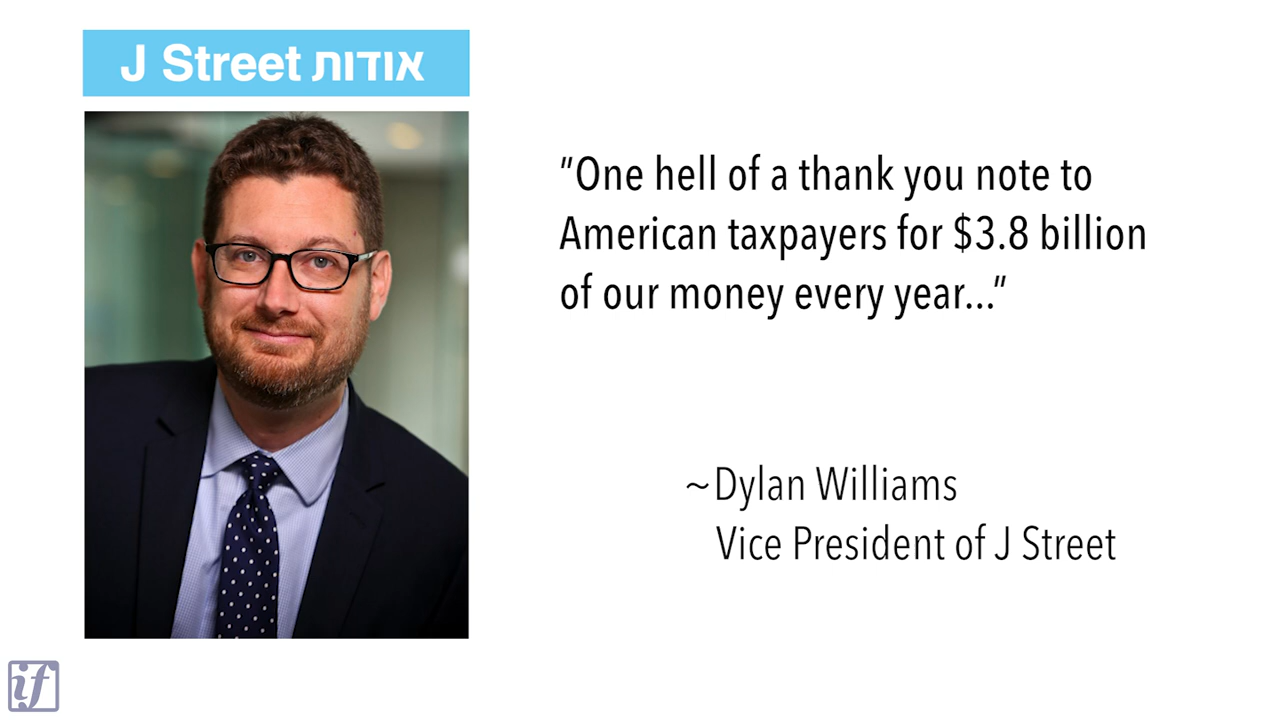 J Street אודות
"One hell of a thank you note to
American taxpayers for $3.8 billion
of our money every year..."
~Dylan Williams
Vice President of J Street
if